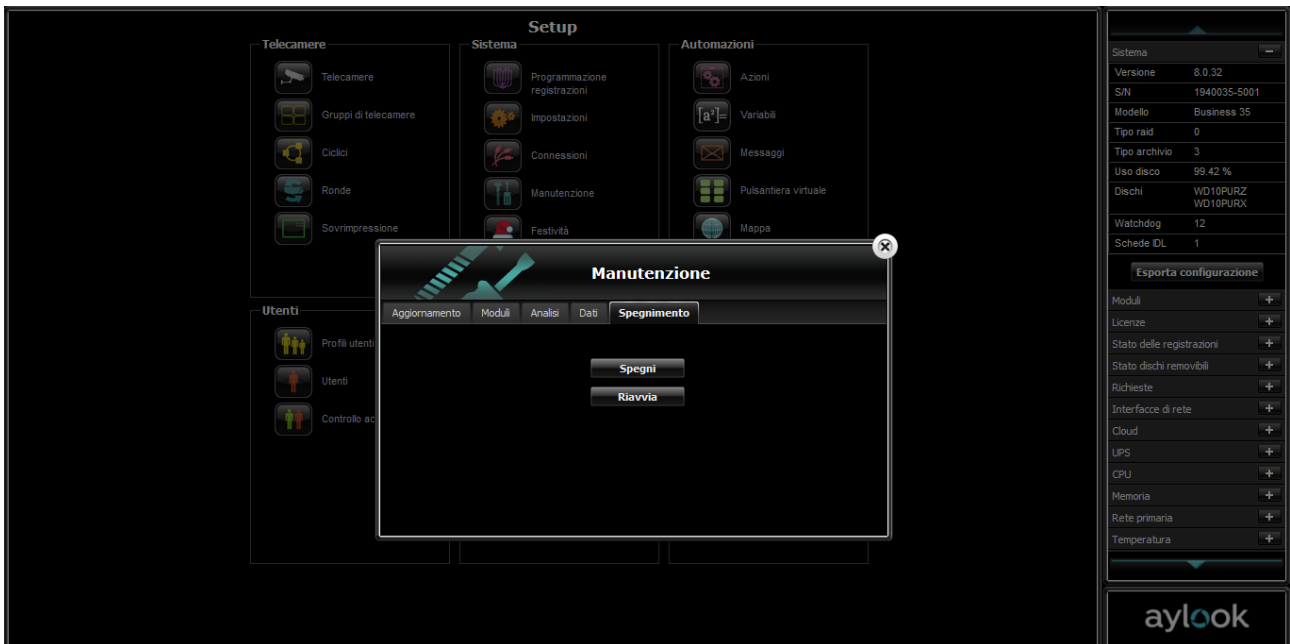 Setup
Telecamere
Telecamere
Gruppi di telecamere
Ciclici
Ronde
Sovrimpressione
Sistema
Programmazione
registrazioni
Impostazioni
Connessioni
Manutenzione
Festività
Automazioni
Azioni
[a²]=
Variabili
Messaggi
Pulsantiera virtuale
Mappa
Utenti
Profili utenti
Utenti
Controllo ac
Manutenzione
Aggiornamento
Moduli
Analisi
Dati
Spegnimento
Spegni
Riavvia
Sistema
Versione 8.0.32
S/N 1940035-5001
Modello Business 35
Tipo raid 0
Tipo archivio 3
Uso disco 99.42 %
Dischi WD10PURZ
WD10PURX
Watchdog 12
Schede IDL 1
Esporta configurazione
Moduli
Licenze
Stato delle registrazioni
Stato dischi removibili
Richieste
Interfacce di rete
Cloud
UPS
CPU
Memoria
Rete primaria
Temperatura
aylook